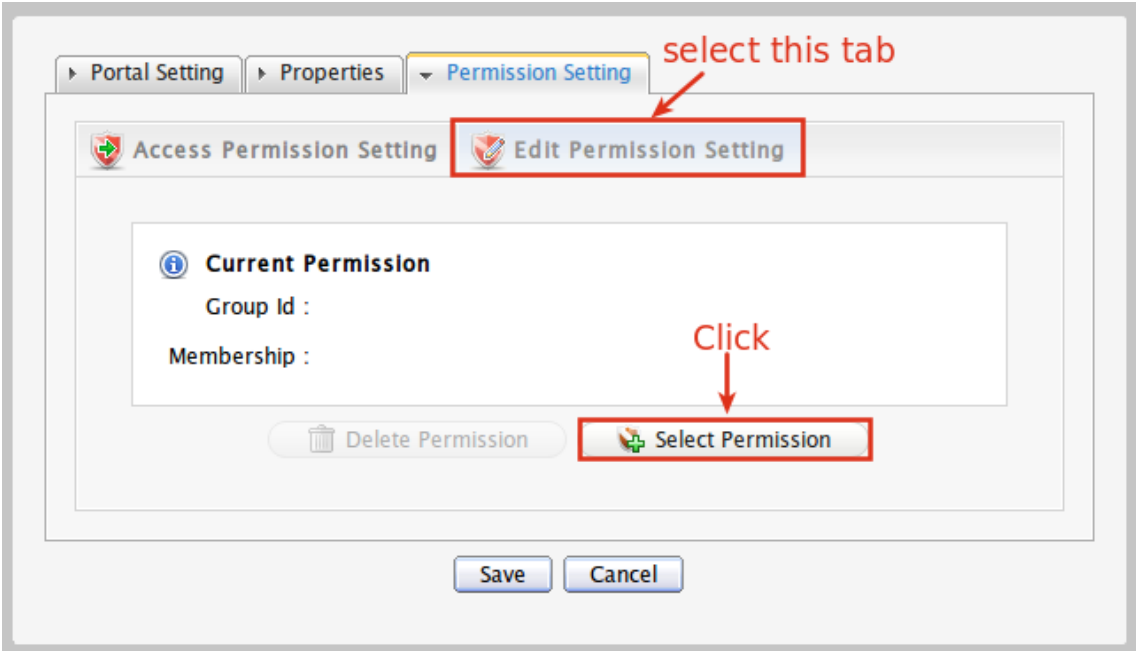 select this tab
Portal Setting Properties Permission Setting
Access Permission Setting Edit Permission Setting
Current Permission
Group Id :
Membership :
Click
Delete Permission Select Permission
Save Cancel